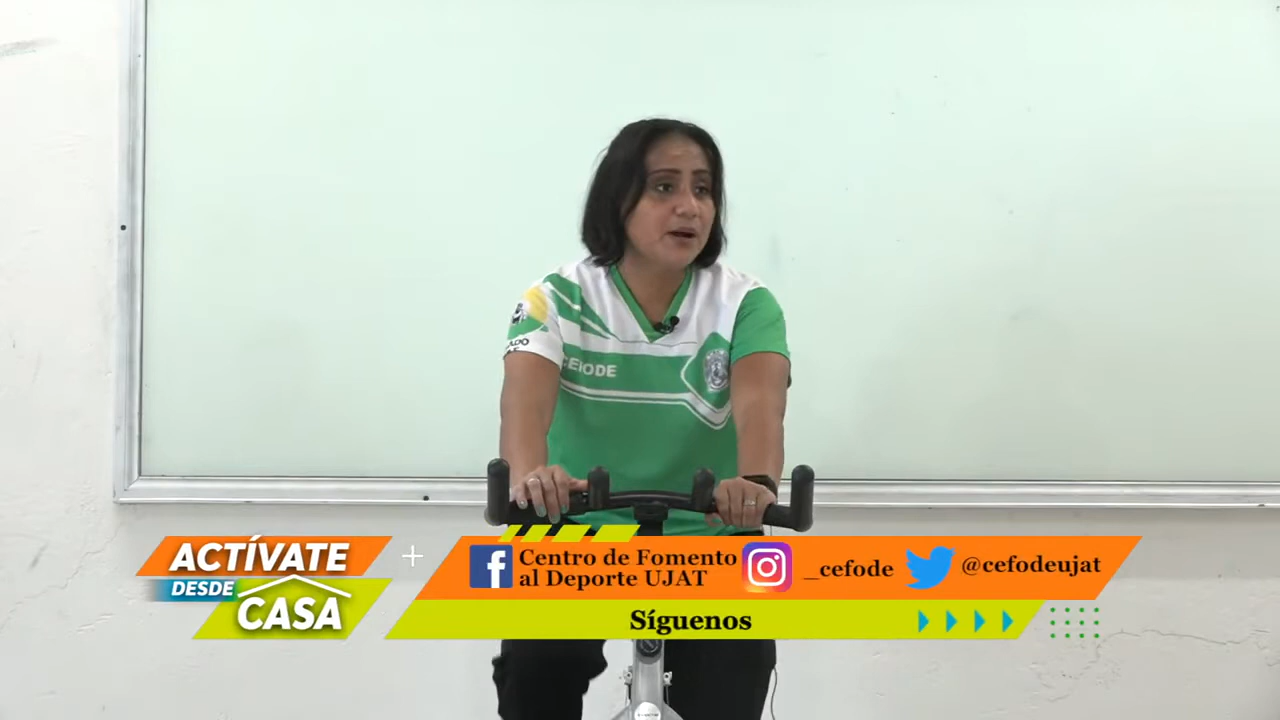 CEFODE
ACTÍVATE
DESDE
CASA
Centro de Fomento
al Deporte UJAT
_cefode
@cefodeujat
Síguenos